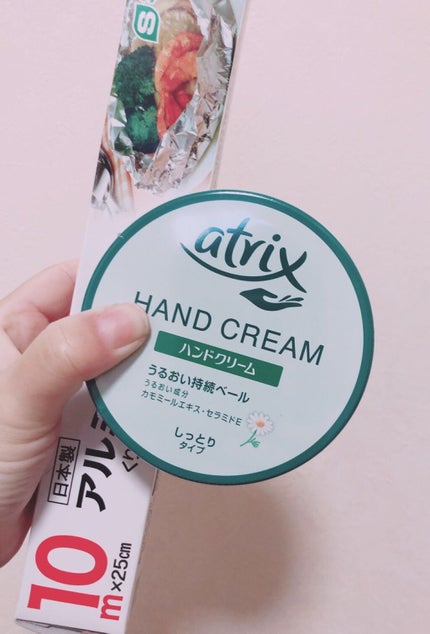 S
atrix
HAND CREAM
ハンドクリーム
うるおい持続ベール
うるおい成分
カモミールエキス・セラミドE
しっとり
タイプ
日本製
アル
10
m×25cm